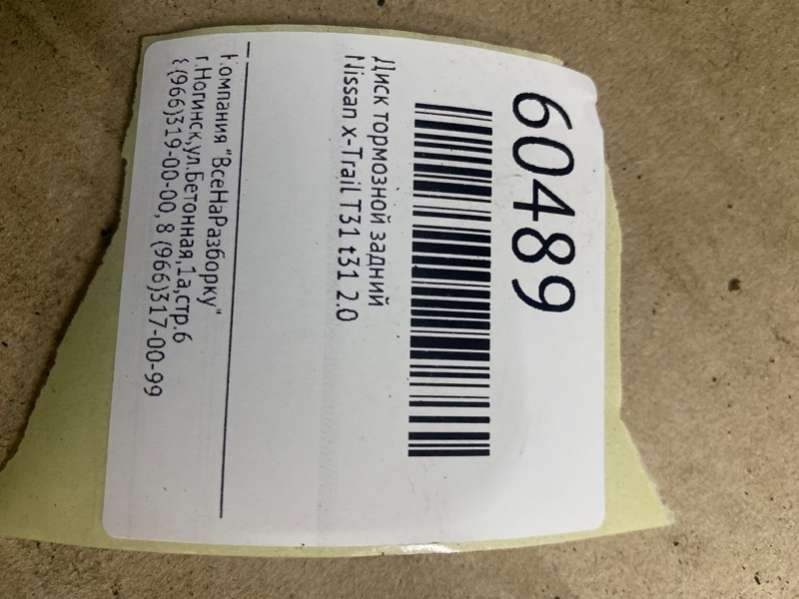 60489
Диск тормозной задний
Nissan x-Trail T31 t31 2.0
Компания "ВсеНаРазборку"
г.Ногинск,ул.Бетонная,1а,стр.6
(966)319-00-00, 8 (966)317-00-99